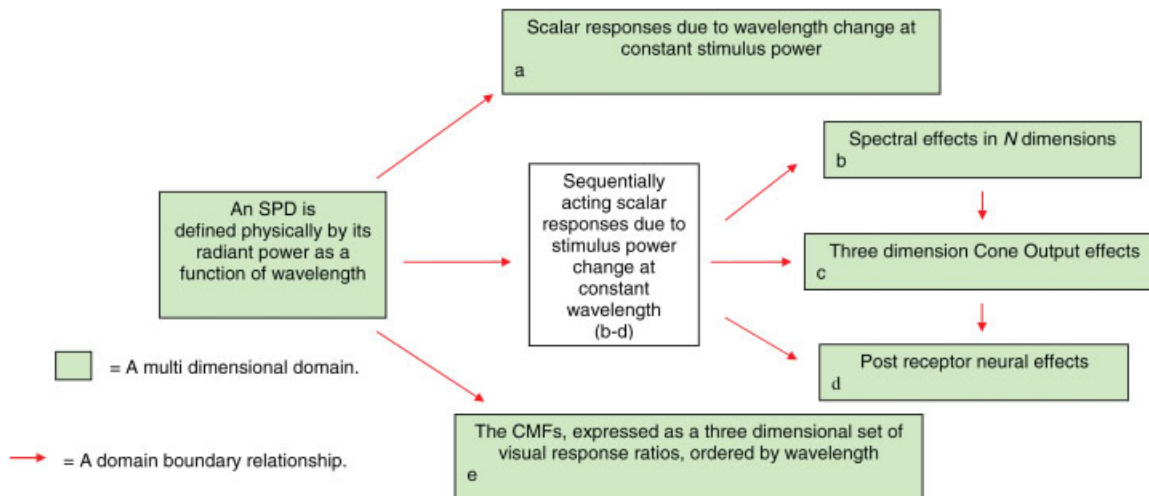 Scalar responses due to wavelength change at
constant stimulus power
a
Spectral effects in N dimensions
b
Sequentially
acting scalar
responses due to
stimulus power
change at
constant
wavelength
(b-d)
An SPD is
defined physically by its
radiant power as a
function of wavelength
Three dimension Cone Output effects
c
Post receptor neural effects
d
= A multi dimensional domain.
The CMFs, expressed as a three dimensional set of
visual response ratios, ordered by wavelength
e
= A domain boundary relationship.